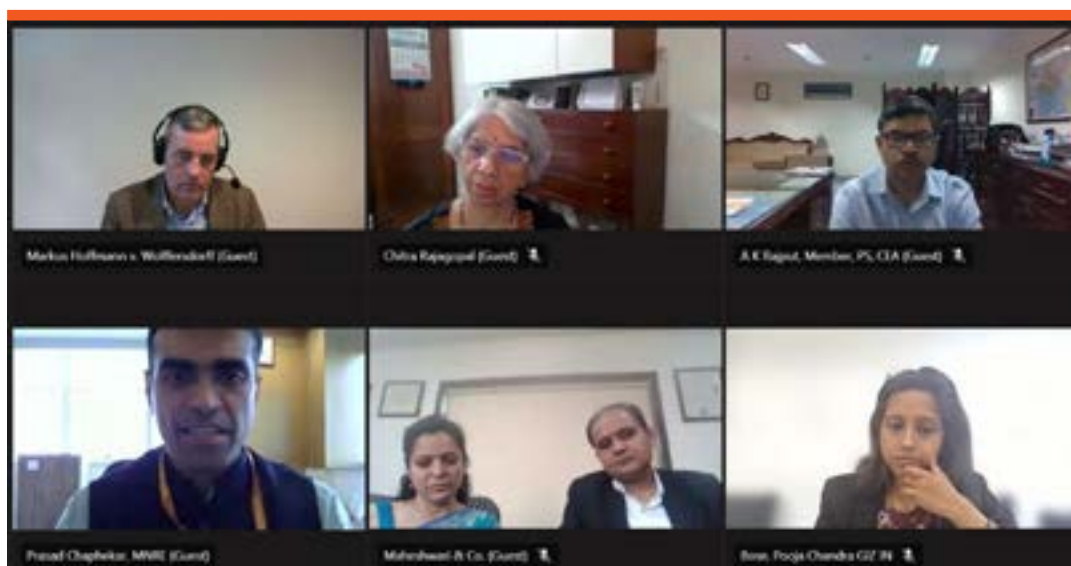 Markus Hoffmann v. Wolffersdorff (Guest)
Chitra Rajagopal (Guest)
A K Rajput, Member, PS, CEA (Guest)
Prasad Chaphekar, MNRE (Guest)
Maheshwari & Co. (Guest)
Bose, Pooja Chandra GIZ IN